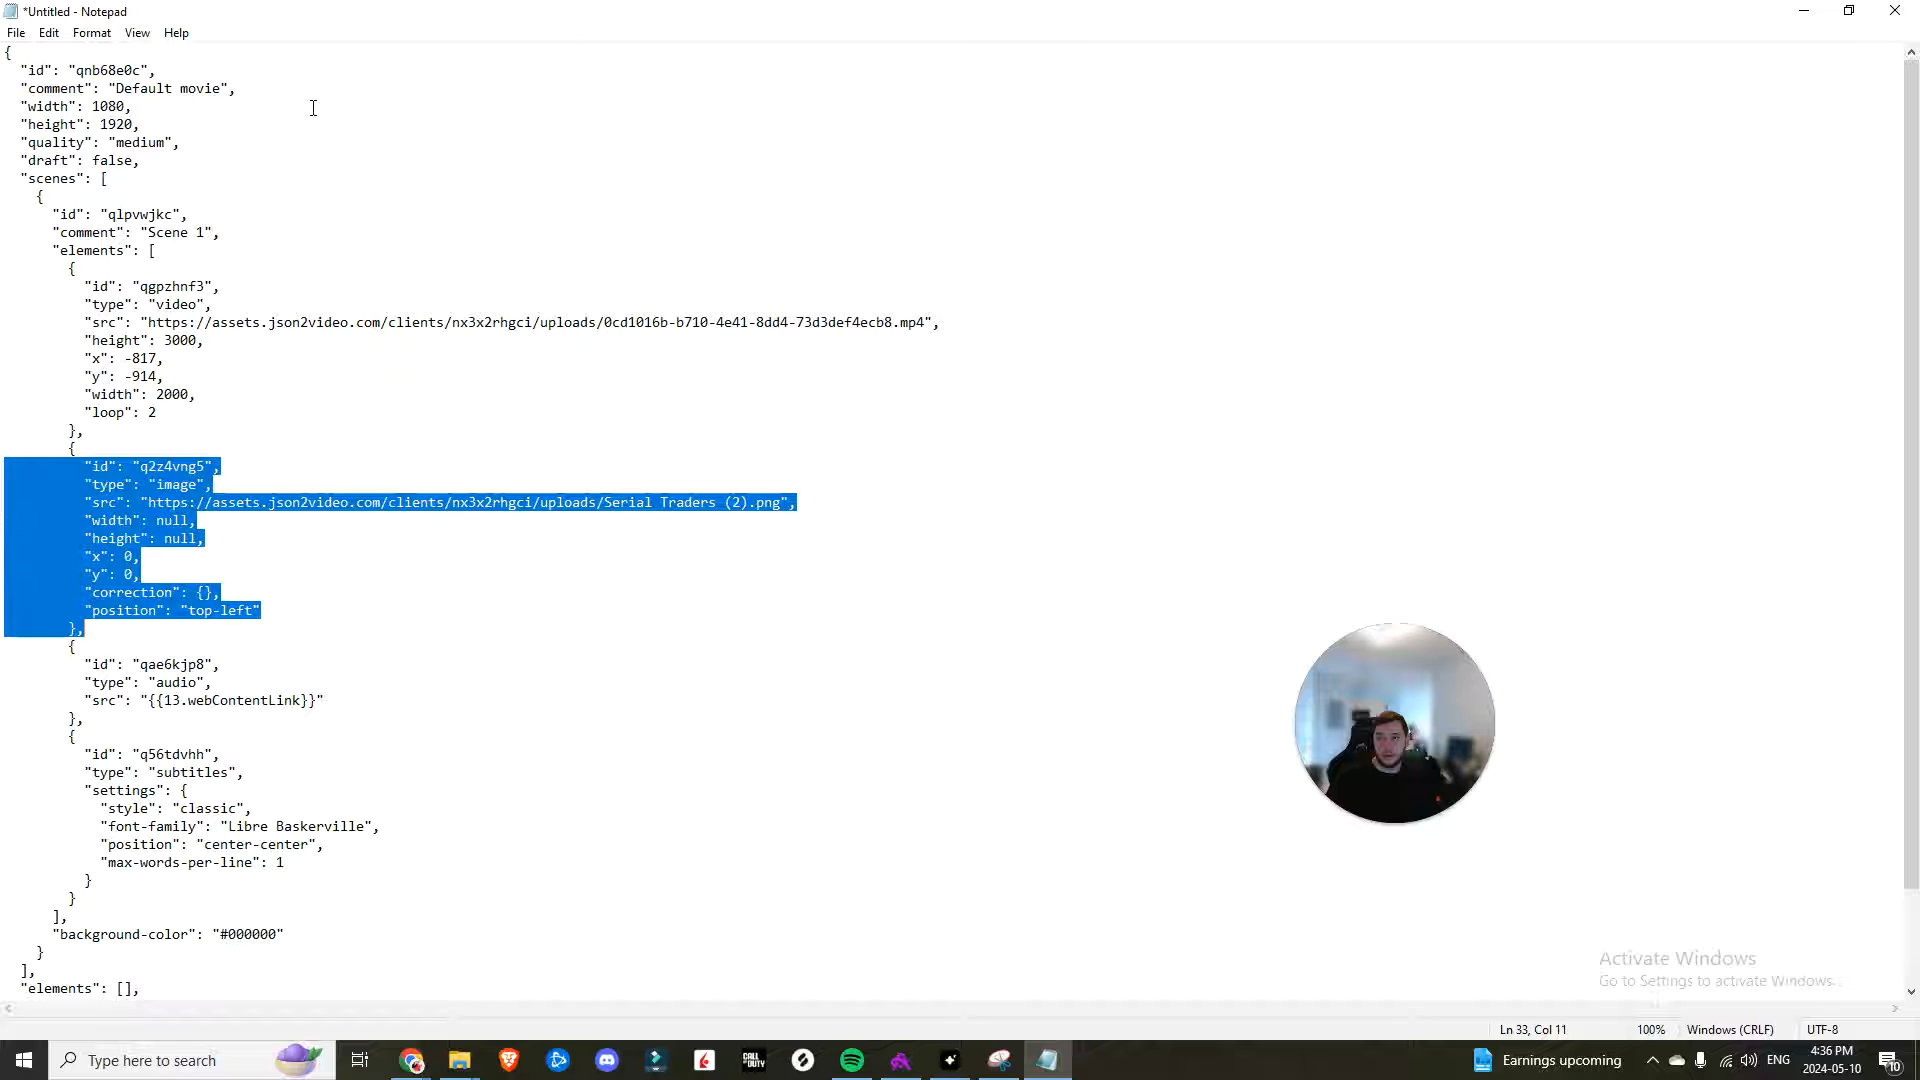 *Untitled - Notepad
File Edit Format View Help
{
"id": "qnb68e0c",
"comment": "Default movie",
"width": 1080,
"height": 1920,
"quality": "medium",
"draft": false,
"scenes": [
{
"id": "qlpvwjkc",
"comment": "Scene 1",
"elements": [
{
"id": "qgpzhnf3",
"type": "video",
"src": "https://assets.json2video.com/clients/nx3x2rhgci/uploads/0cd1016b-b710-4e41-8dd4-73d3def4ecb8.mp4",
"height": 3000,
"x": -817,
"y": -914,
"width": 2000,
"loop": 2
},
{
"id": "q2z4vng5",
"type": "image",
"src": "https://assets.json2video.com/clients/nx3x2rhgci/uploads/Serial Traders (2).png",
"width": null,
"height": null,
"x": 0,
"y": 0,
"correction": {},
"position": "top-left"
},
{
"id": "qae6kjp8",
"type": "audio",
"src": "{{13.webContentLink}}"
},
{
"id": "q56tdvhh",
"type": "subtitles",
"settings": {
"style": "classic",
"font-family": "Libre Baskerville",
"position": "center-center",
"max-words-per-line": 1
}
}
],
"background-color": "#000000"
}
],
"elements": [],
Activate Windows
Go to Settings to activate Windows.
Ln 33, Col 11 100% Windows (CRLF) UTF-8
Type here to search
CALL OF DUTY
Earnings upcoming
ENG
4:36 PM
2024-05-10
10